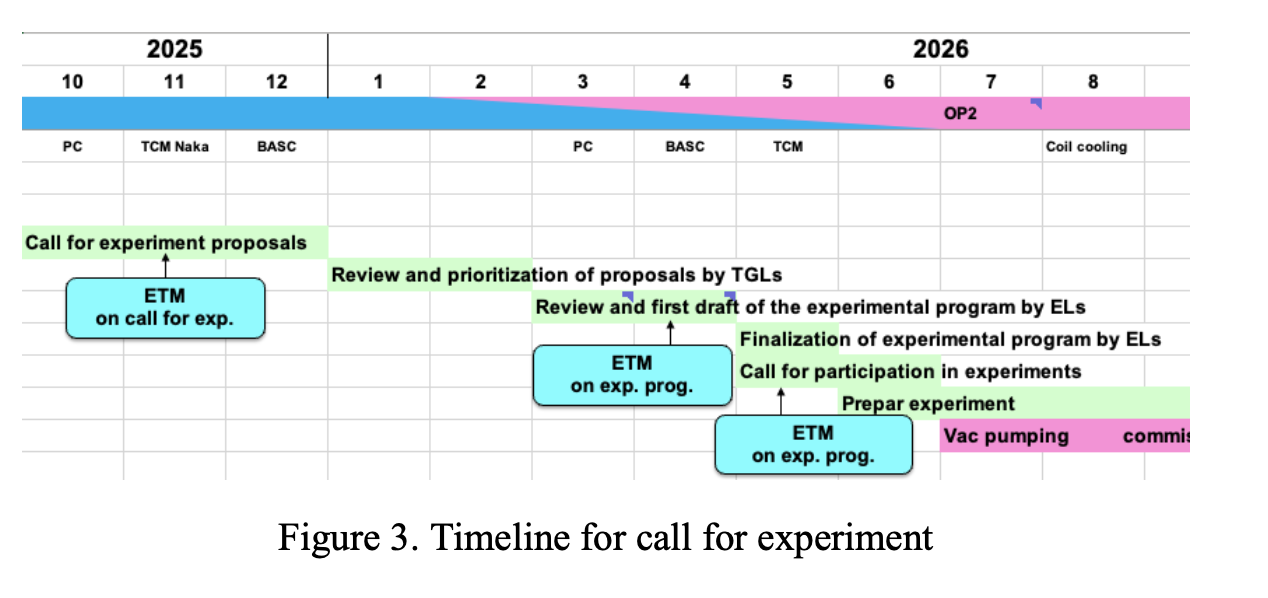 2025 2026
10 11 12 1 2 3 4 5 6 7 8
OP2
PC TCM Naka BASC PC BASC TCM Coil cooling
Call for experiment proposals
Review and prioritization of proposals by TGLs
ETM
on call for exp.
Review and first draft of the experimental program by ELs
Finalization of experimental program by ELs
ETM
on exp. prog.
Call for participation in experiments
Prepar experiment
ETM
on exp. prog.
Vac pumping commis
Figure 3. Timeline for call for experiment